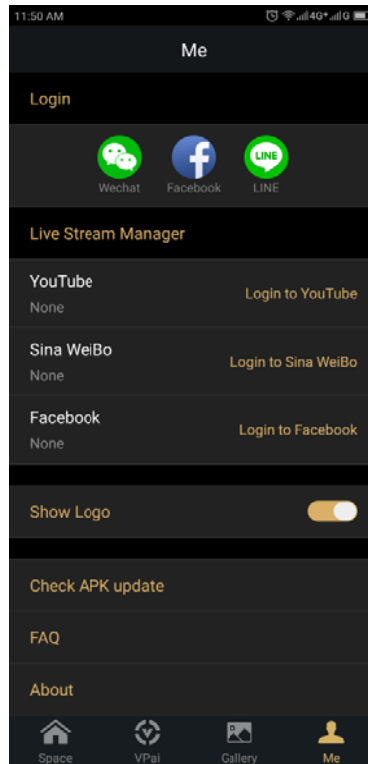 11:50 AM 4G+ G
Me
Login
Wechat Facebook LINE LINE
Live Stream Manager
YouTube
Login to YouTube
None
Sina WeiBo
Login to Sina WeiBo
None
Facebook
Login to Facebook
None
Show Logo
Check APK update
FAQ
About
Space VPai Gallery Me